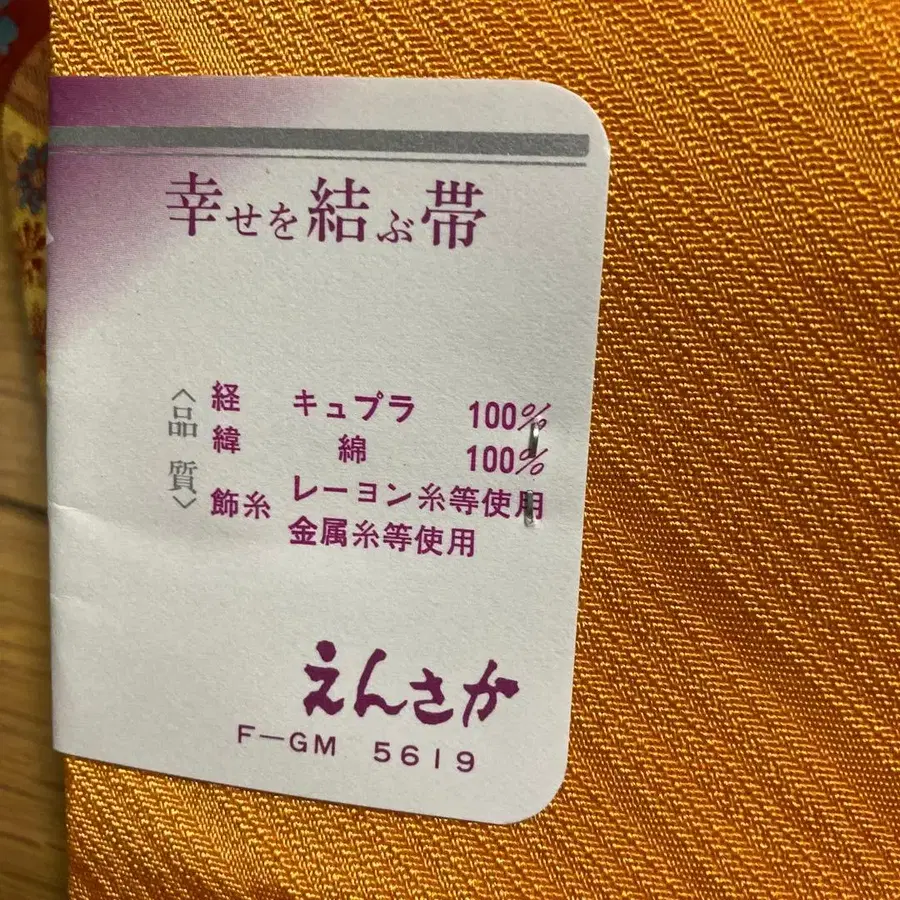 幸せを結ぶ帯
〈品質〉
経 キュプラ 100%
緯 綿 100%
飾糸 レーヨン糸等使用
金属糸等使用
えんさか
F-GM 5619